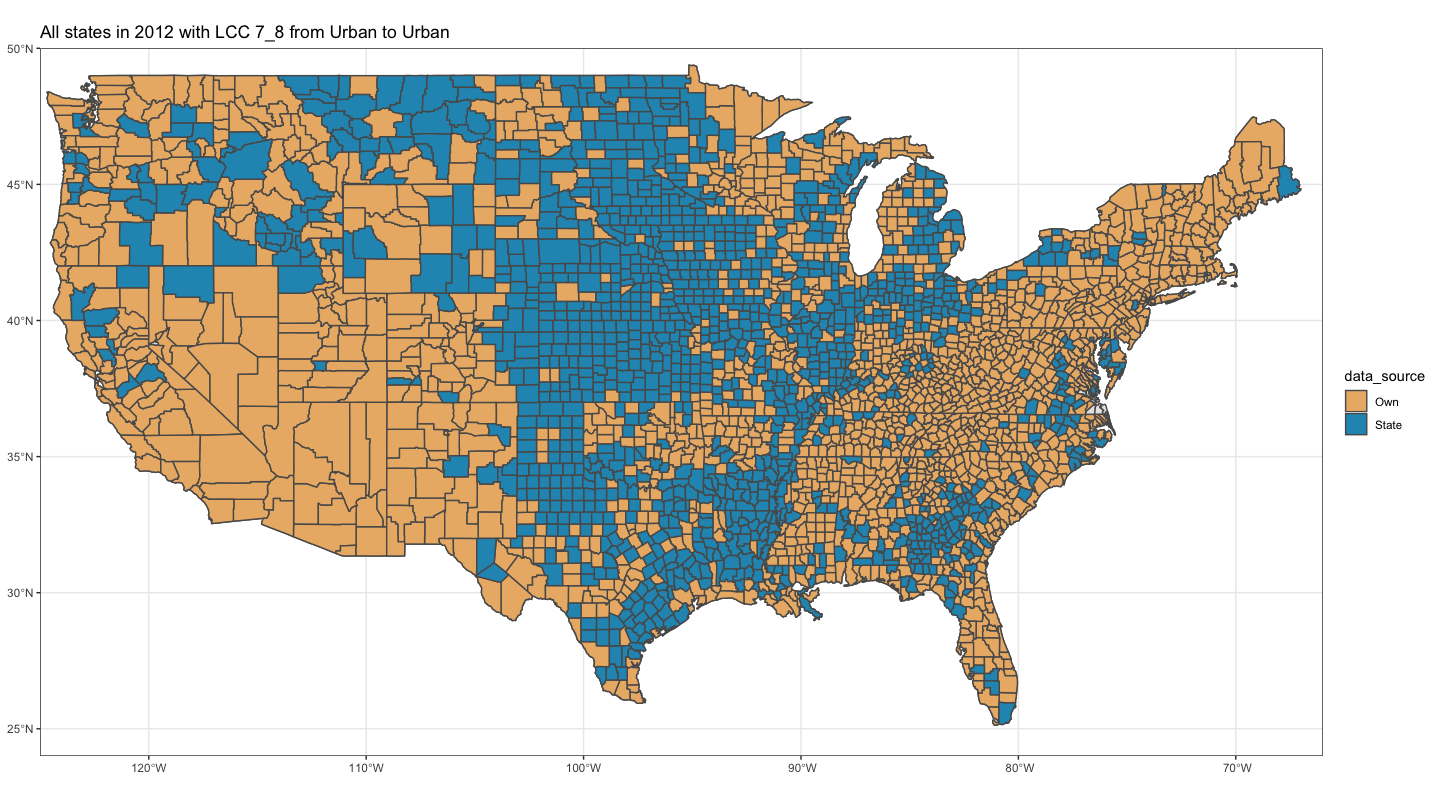 All states in 2012 with LCC 7_8 from Urban to Urban
50°N
45°N
40°N
35°N
30°N
25°N
120°W
110°W
100°W
90°W
80°W
70°W
data_source
Own
State